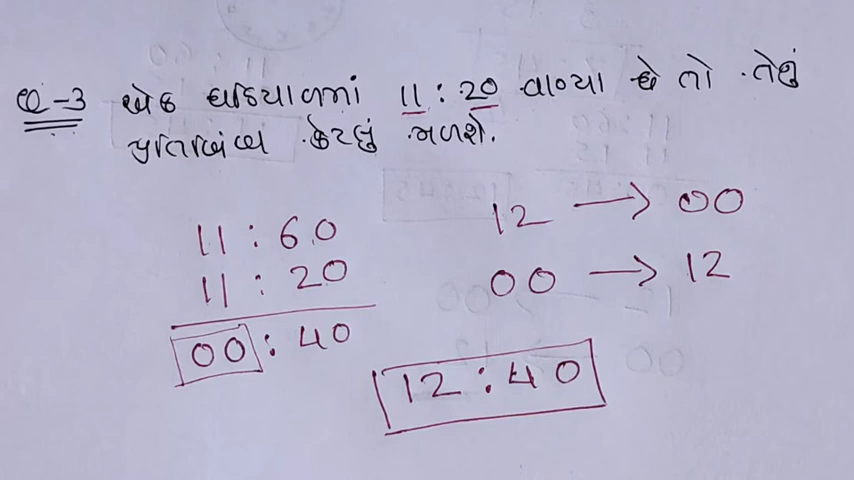 Q-3 એક ઘડિયાળમાં 11:20 વાગ્યા છે તો તેનું
પ્રતિબિંબ કેટલું મળશે.
11:60
11:20
00:40
12 → 00
00 → 12
12:40